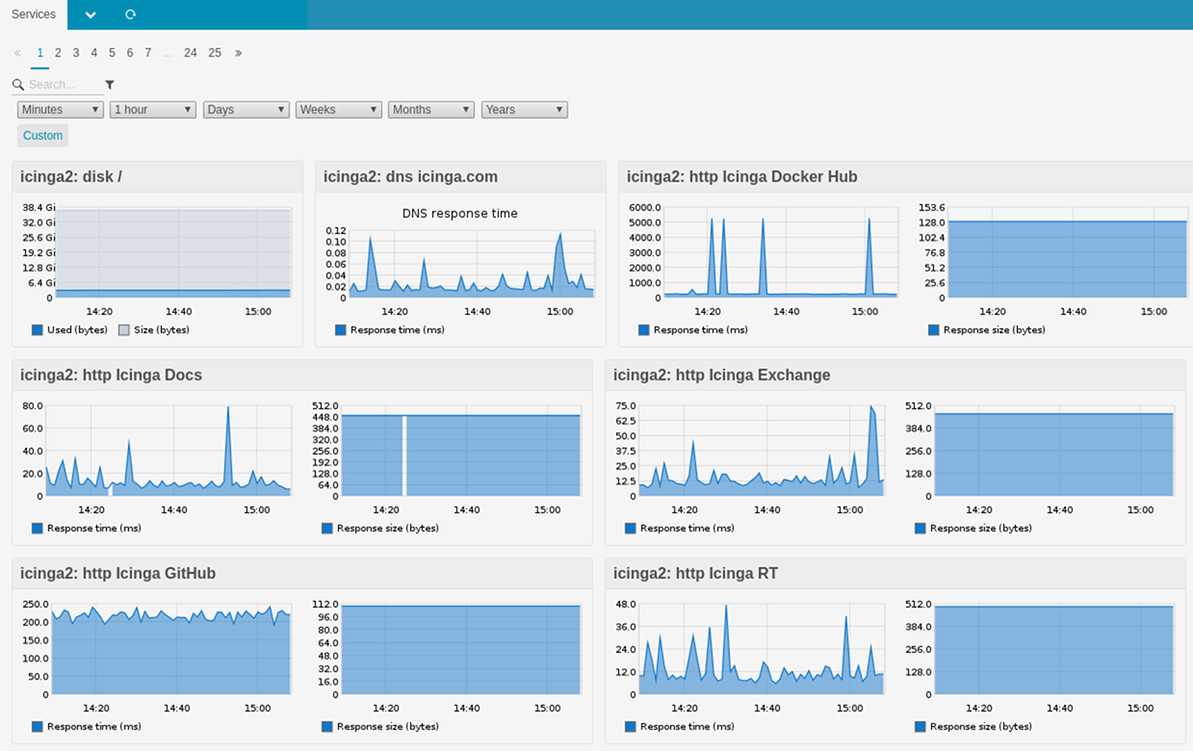 Services
« 1 2 3 4 5 6 7 ... 24 25 »
Search...
Minutes 1 hour Days Weeks Months Years
Custom
icinga2: disk /
38.4 Gi
32.0 Gi
25.6 Gi
19.2 Gi
12.8 Gi
6.4 Gi
0
14:20 14:40 15:00
Used (bytes) Size (bytes)
icinga2: dns icinga.com
DNS response time
0.12
0.10
0.08
0.06
0.04
0.02
0
14:20 14:40 15:00
Response time (ms)
icinga2: http Icinga Docker Hub
6000.0
5000.0
4000.0
3000.0
2000.0
1000.0
0
14:20 14:40 15:00
Response time (ms)
153.6
128.0
102.4
76.8
51.2
25.6
0
14:20 14:40 15:00
Response size (bytes)
icinga2: http Icinga Docs
80.0
60.0
40.0
20.0
0
14:20 14:40 15:00
Response time (ms)
512.0
448.0
384.0
320.0
256.0
192.0
128.0
64.0
0
14:20 14:40 15:00
Response size (bytes)
icinga2: http Icinga Exchange
75.0
62.5
50.0
37.5
25.0
12.5
0
14:20 14:40 15:00
Response time (ms)
512.0
384.0
256.0
128.0
0
14:20 14:40 15:00
Response size (bytes)
icinga2: http Icinga GitHub
250.0
200.0
150.0
100.0
50.0
0
14:20 14:40 15:00
Response time (ms)
112.0
96.0
80.0
64.0
48.0
32.0
16.0
0
14:20 14:40 15:00
Response size (bytes)
icinga2: http Icinga RT
48.0
36.0
24.0
12.0
0
14:20 14:40 15:00
Response time (ms)
512.0
384.0
256.0
128.0
0
14:20 14:40 15:00
Response size (bytes)